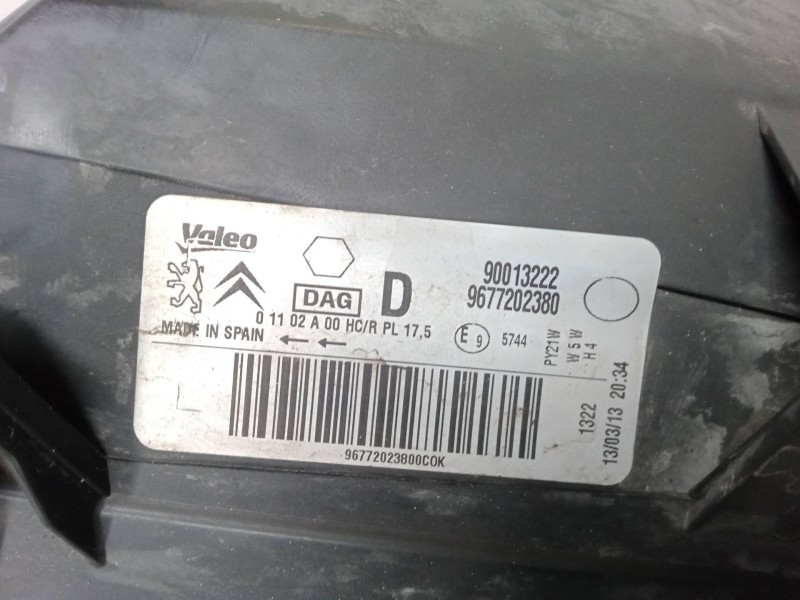 Valeo
DAG
D
90013222
9677202380
0 11 02 A 00 HC/R PL 17,5
MADE IN SPAIN
E 9
5744
PY21W
W5W
H4
96772023800COK
1322
13/03/13 20:34